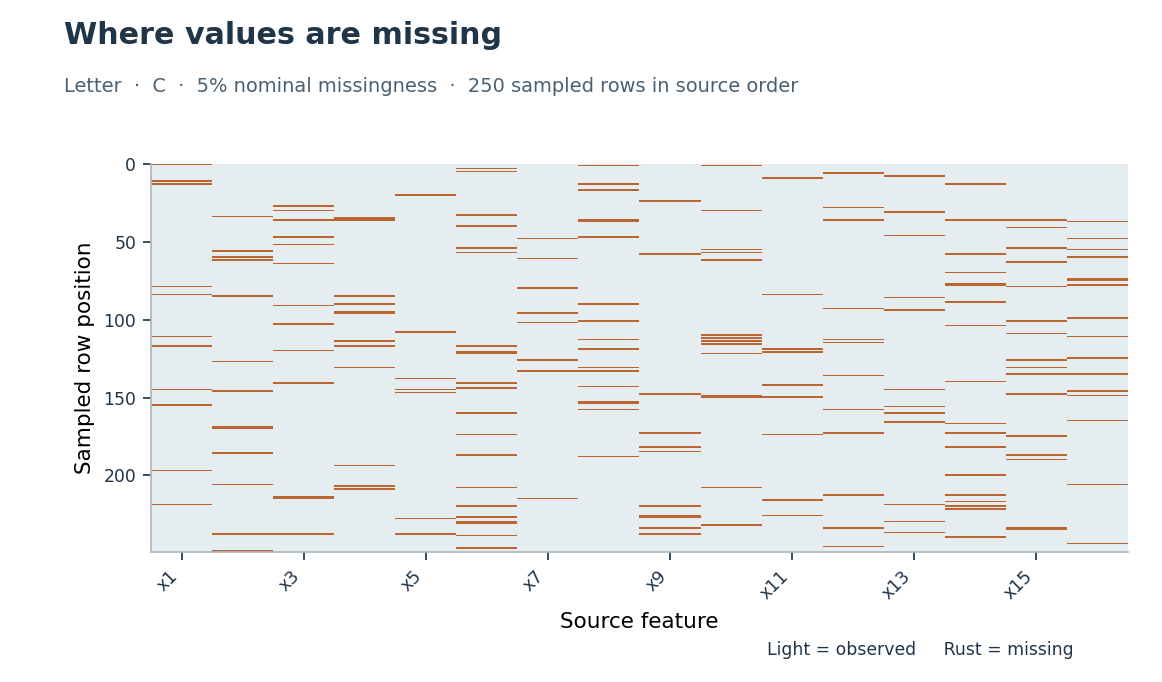 Where values are missing
Letter · C · 5% nominal missingness · 250 sampled rows in source order
0
50
100
150
200
Sampled row position
x1
x3
x5
x7
x9
x11
x13
x15
Source feature
Light = observed Rust = missing